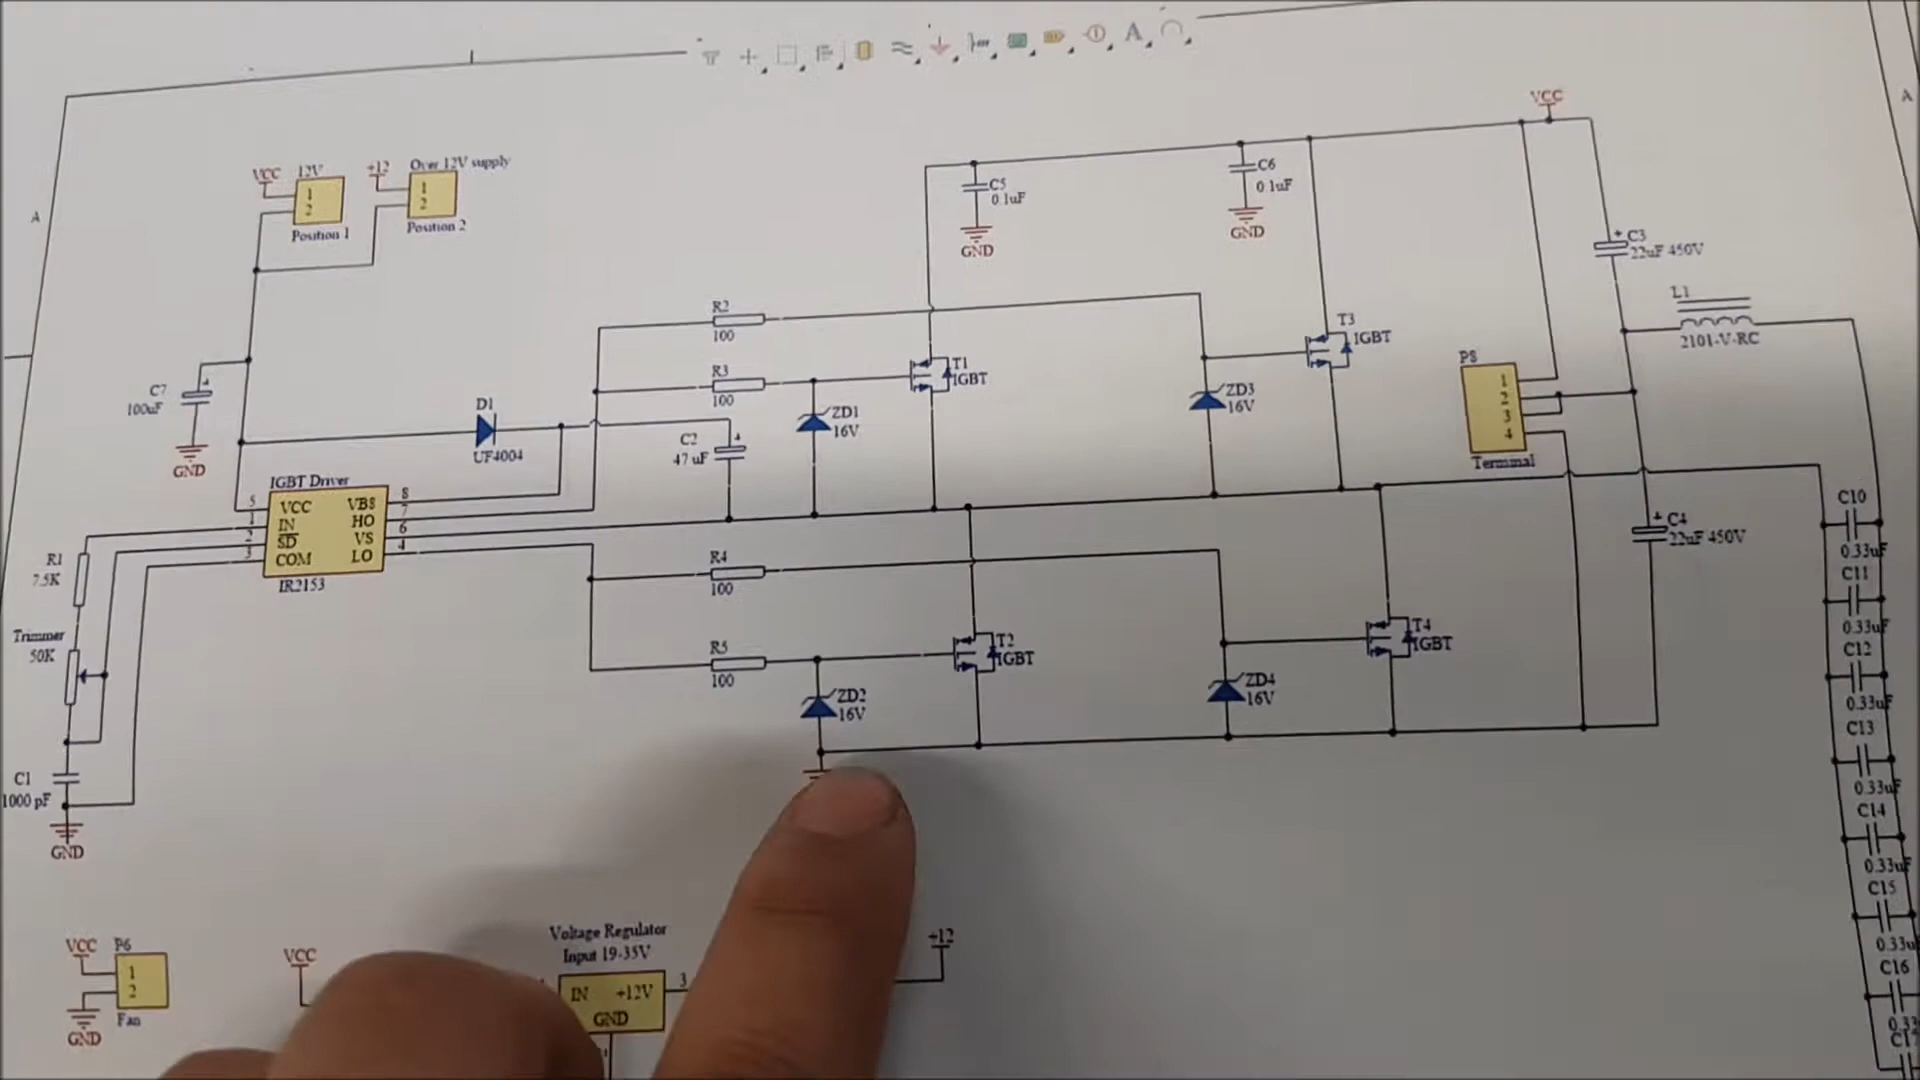 A
VCC
A
VCC
12V
1
2
Position 1
+12
Over 12V supply
1
2
Position 2
C5
0.1uF
GND
C6
0.1uF
GND
C3
22uF 450V
L1
2101-V-RC
R2
100
R3
100
T1
IGBT
T3
IGBT
ZD3
16V
P8
1
2
3
4
Terminal
C7
100uF
GND
D1
UF4004
C2
47uF
ZD1
16V
IGBT Driver
5
1
2
3
VCC
IN
SD
COM
VBS
HO
VS
LO
8
7
6
4
IR2153
R1
7.5K
Trimmer
50K
C1
1000 pF
GND
R4
100
R5
100
T2
IGBT
ZD2
16V
T4
IGBT
ZD4
16V
C4
22uF 450V
C10
0.33uF
C11
0.33uF
C12
0.33uF
C13
0.33uF
C14
0.33uF
C15
0.33u
C16
0.33
VCC
P6
1
2
GND
Fan
VCC
Voltage Regulator
Input 19-35V
IN
+12V
GND
3
+12